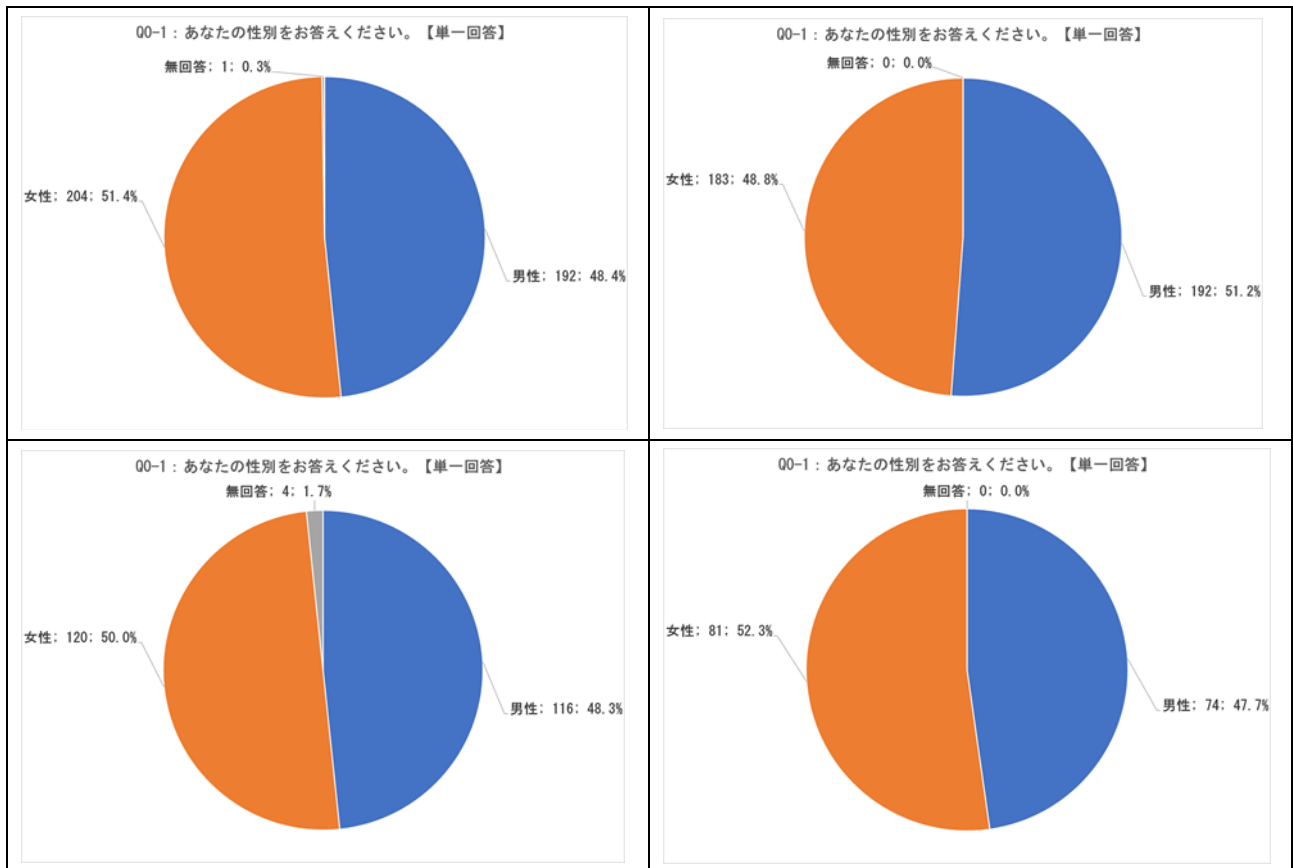 Q0-1：あなたの性別をお答えください。【単一回答】
無回答; 1; 0.3%
女性; 204; 51.4%
男性; 192; 48.4%
Q0-1：あなたの性別をお答えください。【単一回答】
無回答; 0; 0.0%
女性; 183; 48.8%
男性; 192; 51.2%
Q0-1：あなたの性別をお答えください。【単一回答】
無回答; 4; 1.7%
女性; 120; 50.0%
男性; 116; 48.3%
Q0-1：あなたの性別をお答えください。【単一回答】
無回答; 0; 0.0%
女性; 81; 52.3%
男性; 74; 47.7%